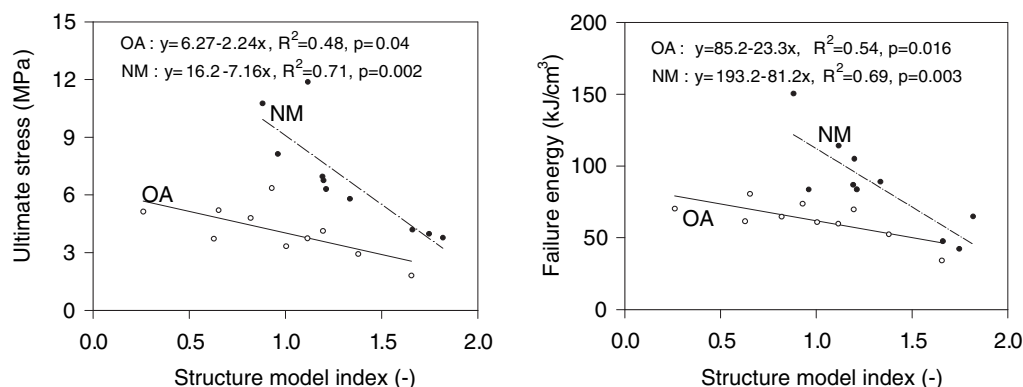 15
12
9
6
3
0
Ultimate stress (MPa)
OA : y=6.27-2.24x, R²=0.48, p=0.04
NM : y=16.2-7.16x, R²=0.71, p=0.002
NM
OA
0.0 0.5 1.0 1.5 2.0
Structure model index (-)
200
150
100
50
0
Failure energy (kJ/cm³)
OA : y=85.2-23.3x, R²=0.54, p=0.016
NM : y=193.2-81.2x, R²=0.69, p=0.003
NM
OA
0.0 0.5 1.0 1.5 2.0
Structure model index (-)